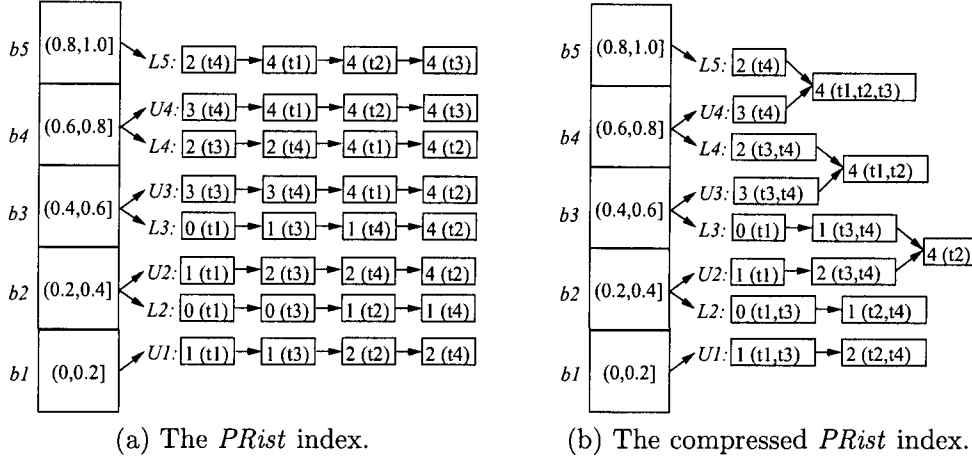 b5 (0.8,1.0]
L5: 2 (t4) 4 (t1) 4 (t2) 4 (t3)
U4: 3 (t4) 4 (t1) 4 (t2) 4 (t3)
b4 (0.6,0.8]
L4: 2 (t3) 2 (t4) 4 (t1) 4 (t2)
U3: 3 (t3) 3 (t4) 4 (t1) 4 (t2)
b3 (0.4,0.6]
L3: 0 (t1) 1 (t3) 1 (t4) 4 (t2)
U2: 1 (t1) 2 (t3) 2 (t4) 4 (t2)
b2 (0.2,0.4]
L2: 0 (t1) 0 (t3) 1 (t2) 1 (t4)
U1: 1 (t1) 1 (t3) 2 (t2) 2 (t4)
b1 (0,0.2]
(a) The PRist index.
b5 (0.8,1.0]
L5: 2 (t4)
4 (t1,t2,t3)
U4: 3 (t4)
b4 (0.6,0.8]
L4: 2 (t3,t4)
4 (t1,t2)
U3: 3 (t3,t4)
b3 (0.4,0.6]
L3: 0 (t1) 1 (t3,t4)
4 (t2)
U2: 1 (t1) 2 (t3,t4)
b2 (0.2,0.4]
L2: 0 (t1,t3) 1 (t2,t4)
U1: 1 (t1,t3) 2 (t2,t4)
b1 (0,0.2]
(b) The compressed PRist index.